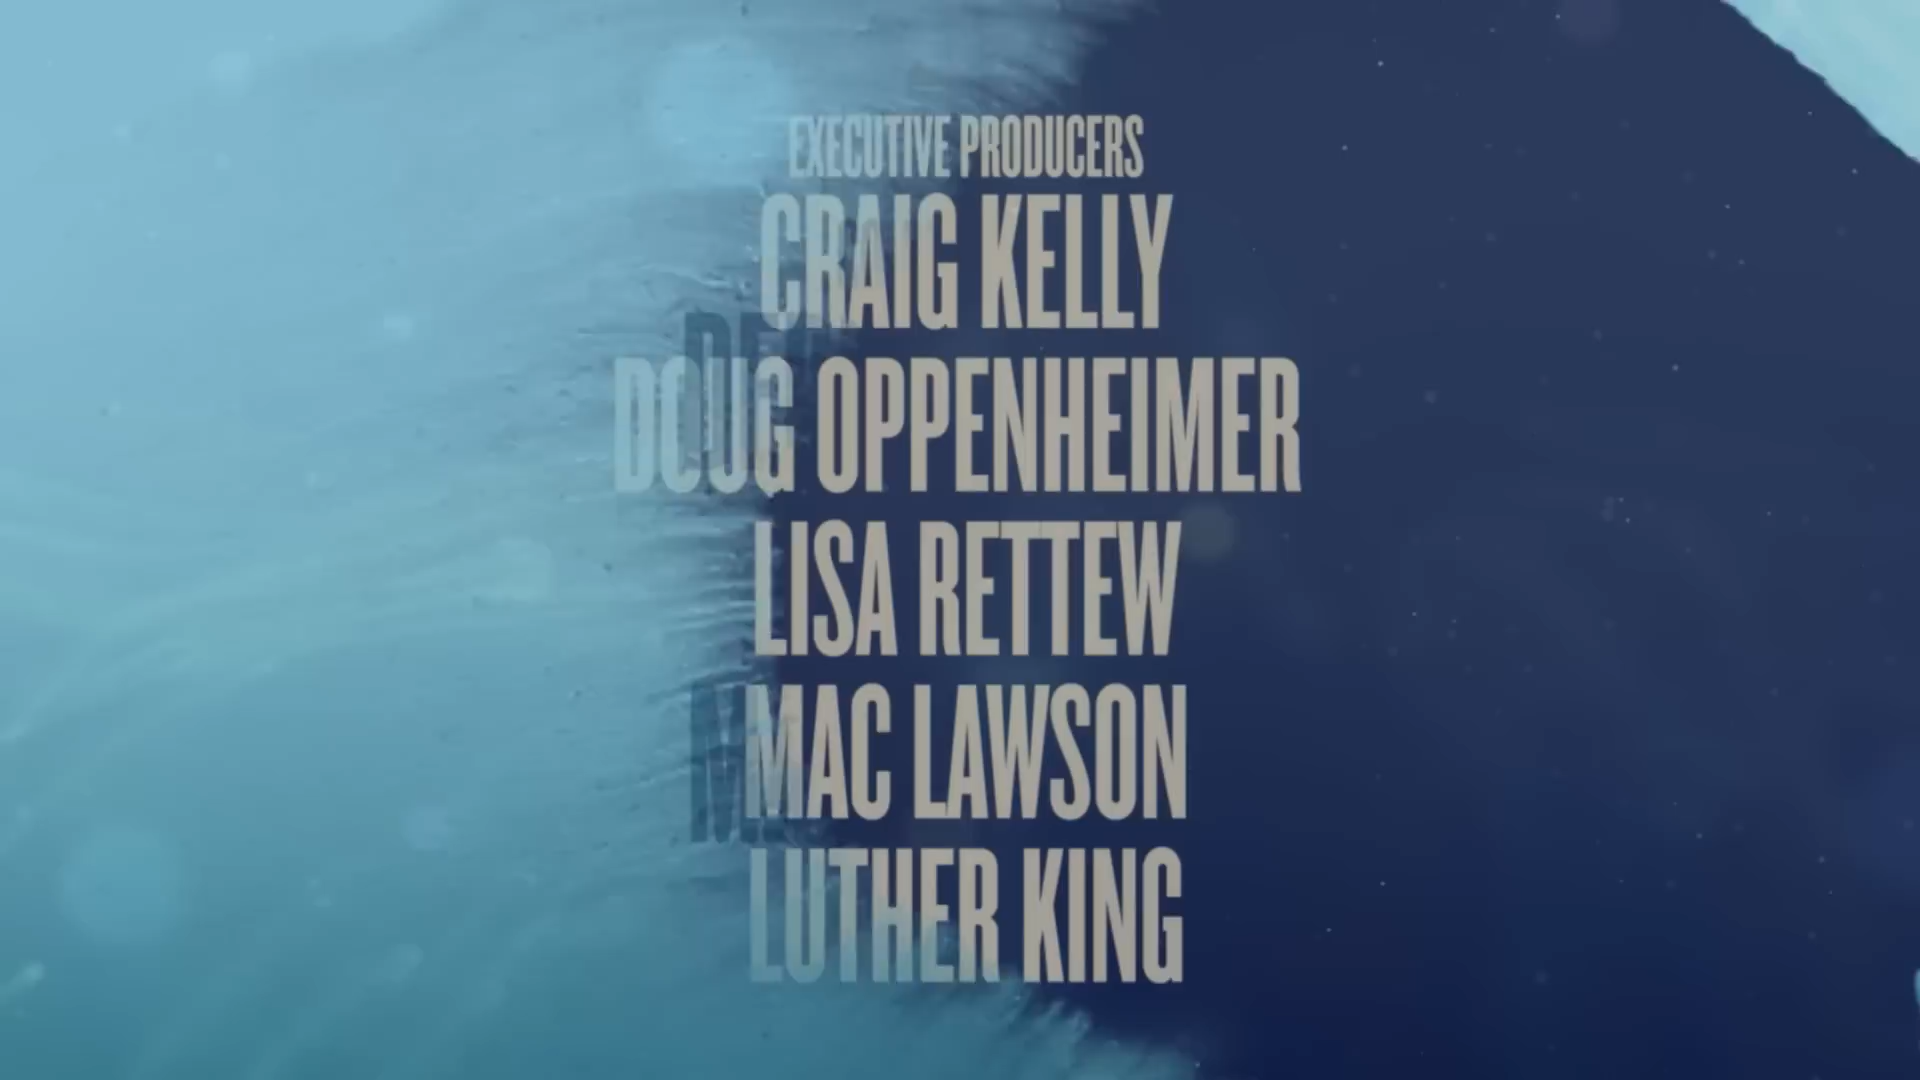 EXECUTIVE PRODUCERS
CRAIG KELLY
DOUG OPPENHEIMER
LISA RETTEW
MAC LAWSON
LUTHER KING